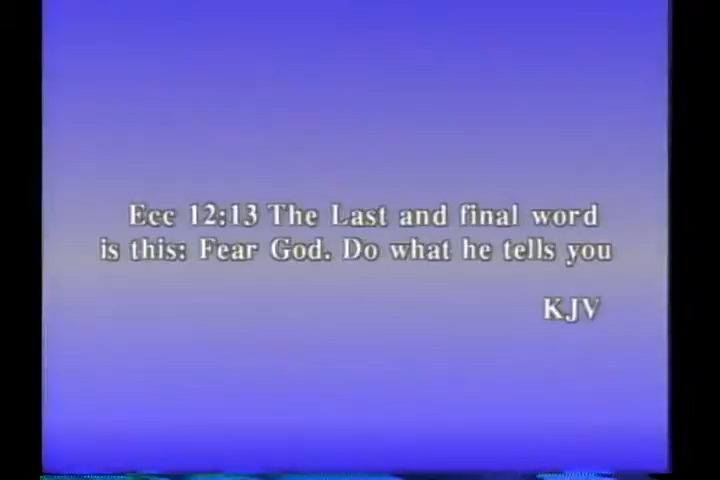 Ecc 12:13 The Last and final word
is this: Fear God. Do what he tells you
KJV